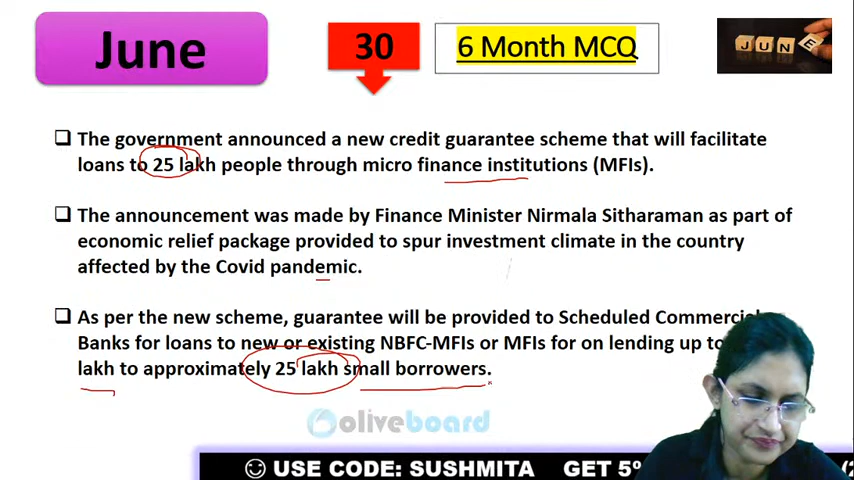 June
30
6 Month MCQ
JUNE
The government announced a new credit guarantee scheme that will facilitate
loans to 25 lakh people through micro finance institutions (MFIs).
The announcement was made by Finance Minister Nirmala Sitharaman as part of
economic relief package provided to spur investment climate in the country
affected by the Covid pandemic.
As per the new scheme, guarantee will be provided to Scheduled Commercial
Banks for loans to new or existing NBFC-MFIs or MFIs for on lending up to
lakh to approximately 25 lakh small borrowers.
oliveboard
USE CODE: SUSHMITA GET 5%